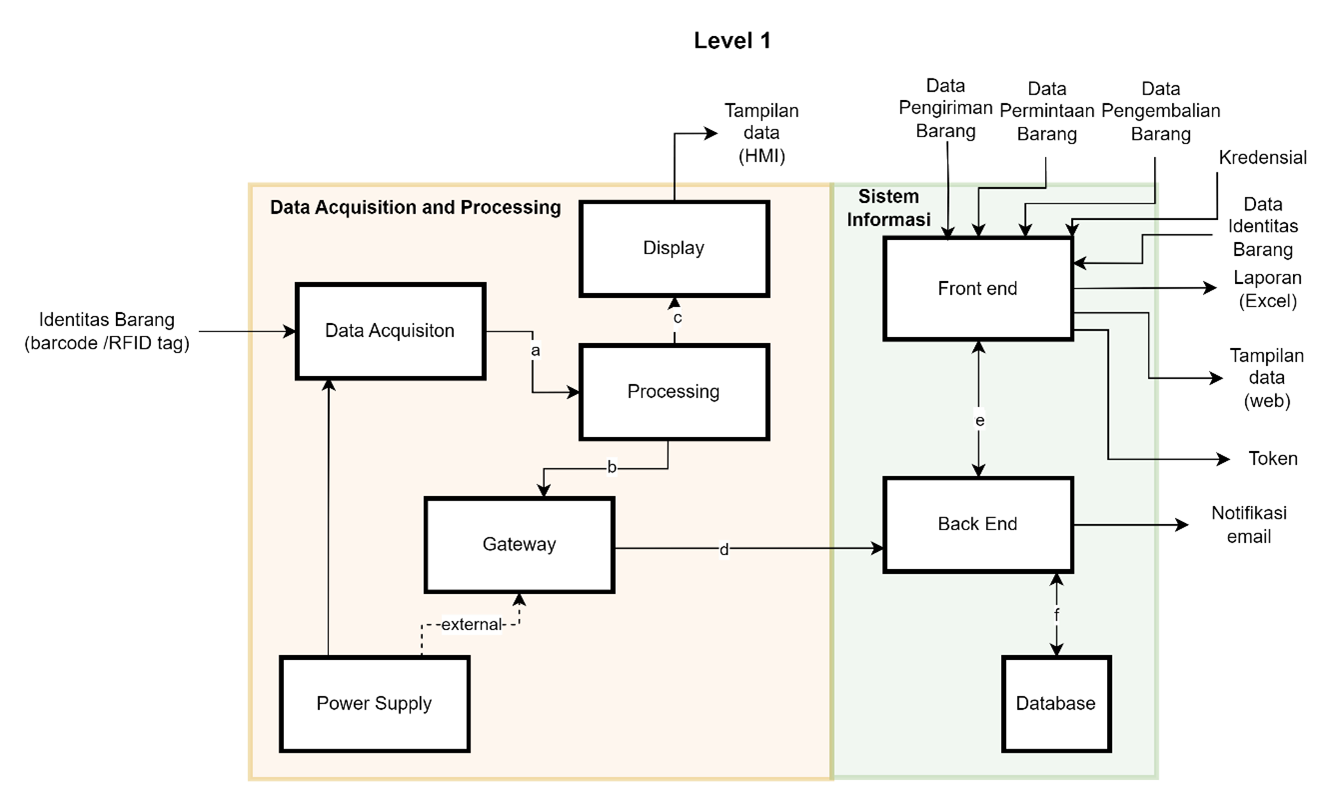 Level 1
Data
Pengiriman
Barang
Data
Permintaan
Barang
Data
Pengembalian
Barang
Tampilan
data
(HMI)
Kredensial
Data Acquisition and Processing
Sistem
Informasi
Data
Identitas
Barang
Display
Front end
Laporan
(Excel)
Identitas Barang
(barcode /RFID tag)
Data Acquisiton
c
a
Processing
Tampilan
data
(web)
e
b
Token
Gateway
d
Back End
Notifikasi
email
external
f
Power Supply
Database